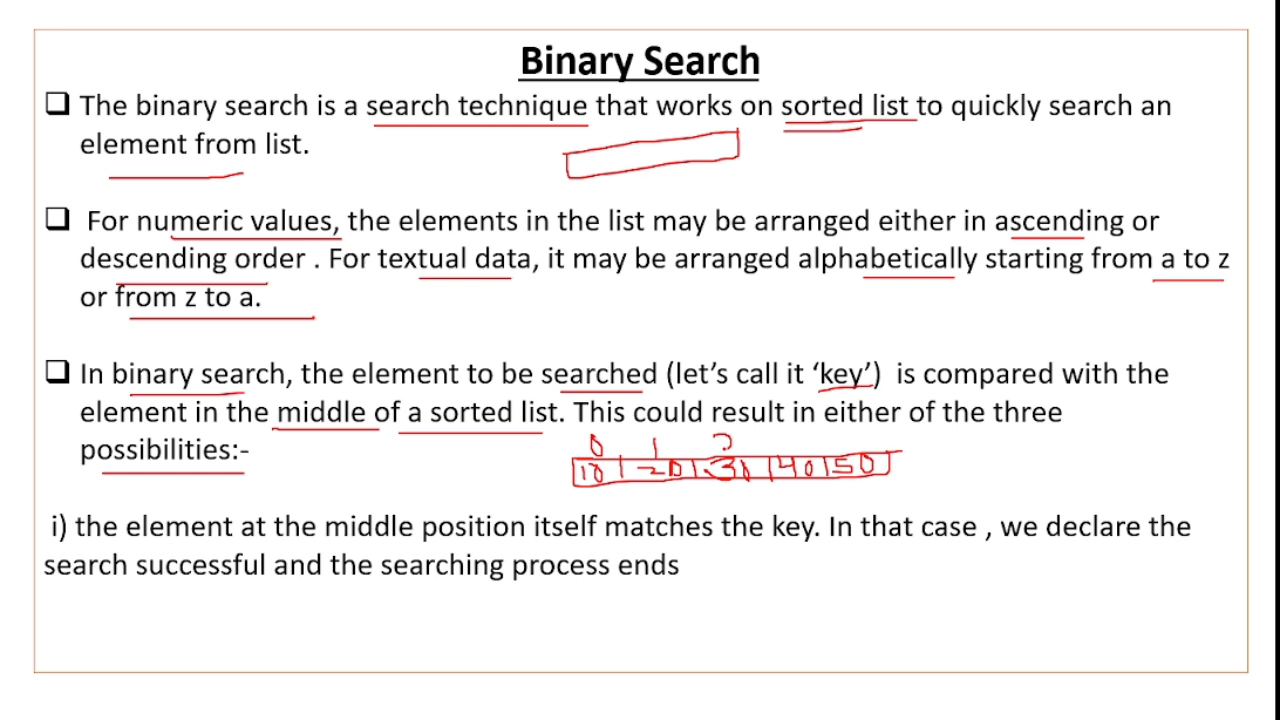 Binary Search
❑ The binary search is a search technique that works on sorted list to quickly search an
element from list.
❑ For numeric values, the elements in the list may be arranged either in ascending or
descending order . For textual data, it may be arranged alphabetically starting from a to z
or from z to a.
❑ In binary search, the element to be searched (let’s call it ‘key’) is compared with the
element in the middle of a sorted list. This could result in either of the three
possibilities:-
0 1 2
10 20 30 40 50
i) the element at the middle position itself matches the key. In that case , we declare the
search successful and the searching process ends